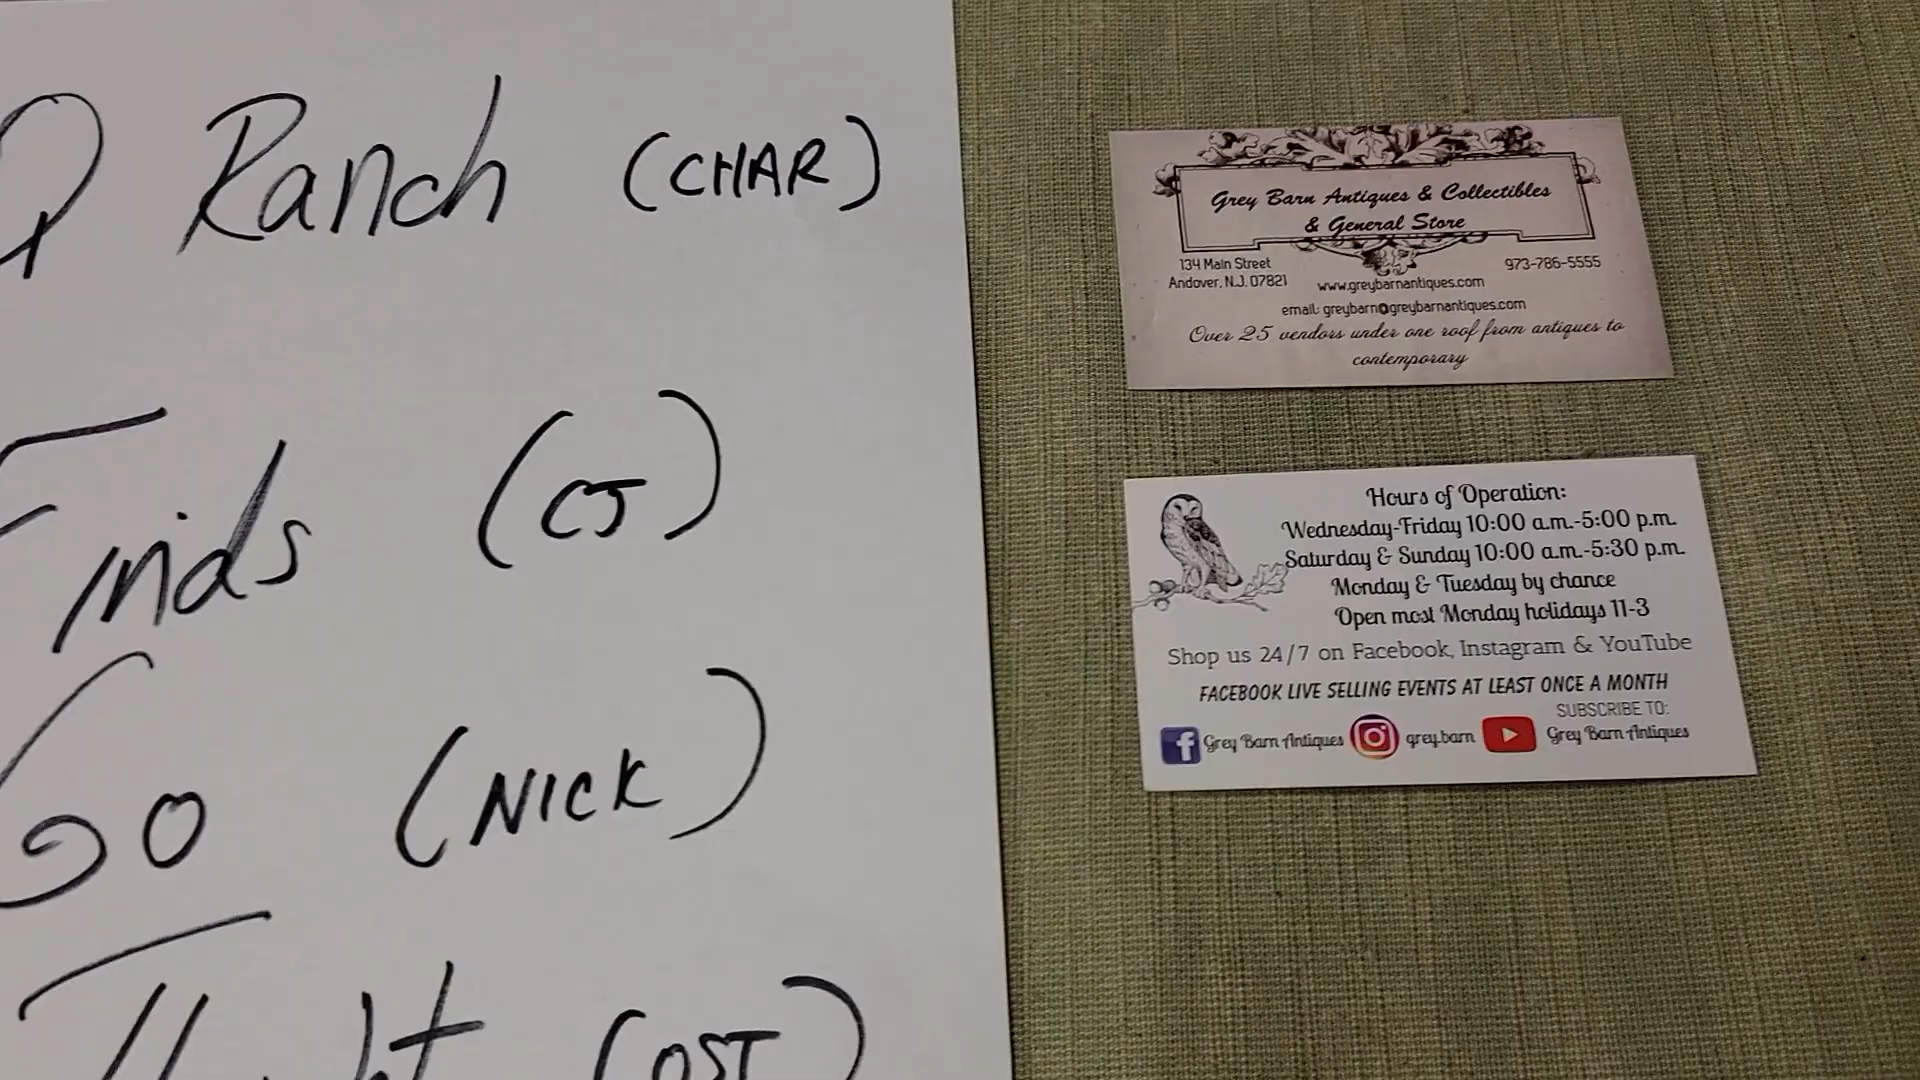 Ranch (CHAR)
Finds (CJ)
Go (NICK)
(OST)
Grey Barn Antiques & Collectibles
& General Store
134 Main Street
Andover, N.J. 07821
973-786-5555
www.greybarnantiques.com
email: greybarn@greybarnantiques.com
Over 25 vendors under one roof from antiques to
contemporary
Hours of Operation:
Wednesday-Friday 10:00 a.m.-5:00 p.m.
Saturday & Sunday 10:00 a.m.-5:30 p.m.
Monday & Tuesday by chance
Open most Monday holidays 11-3
Shop us 24/7 on Facebook, Instagram & YouTube
FACEBOOK LIVE SELLING EVENTS AT LEAST ONCE A MONTH
SUBSCRIBE TO:
Grey Barn Antiques
grey.barn
Grey Barn Antiques